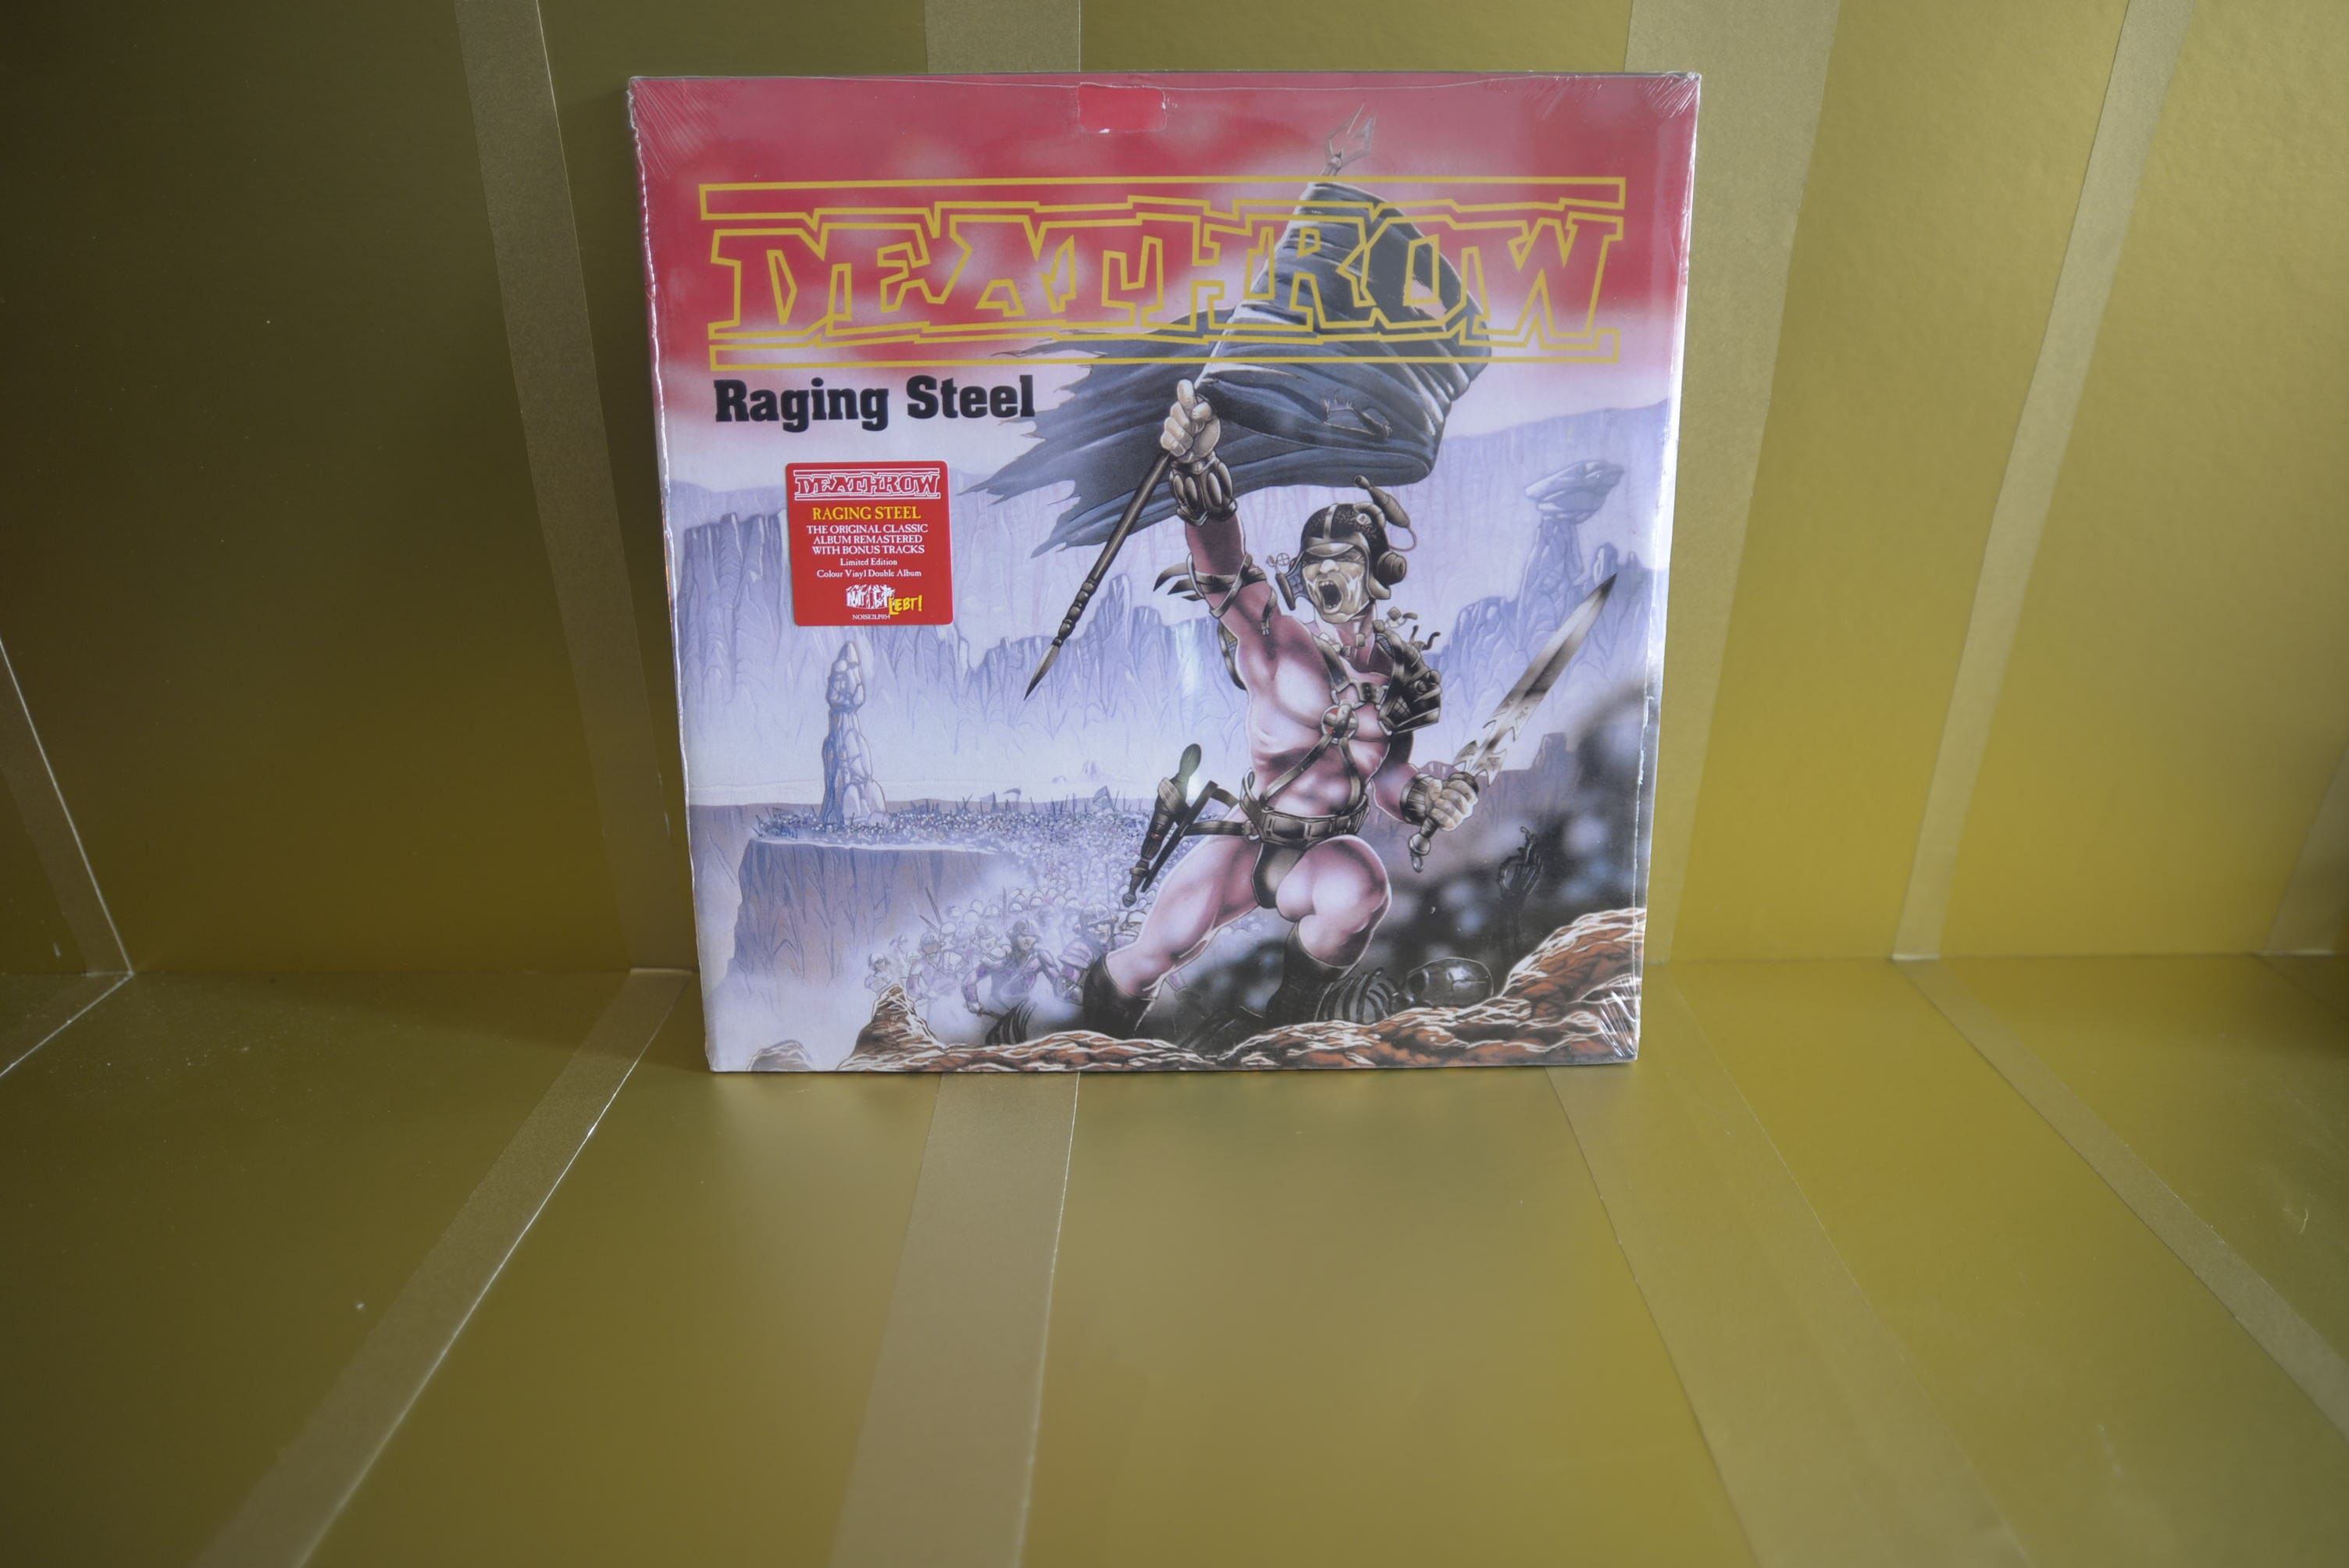 DEATHROW
Raging Steel
DEATHROW
RAGING STEEL
THE ORIGINAL CLASSIC
ALBUM REMASTERED
WITH BONUS TRACKS
Limited Edition
Colour Vinyl Double Album
LEBT!